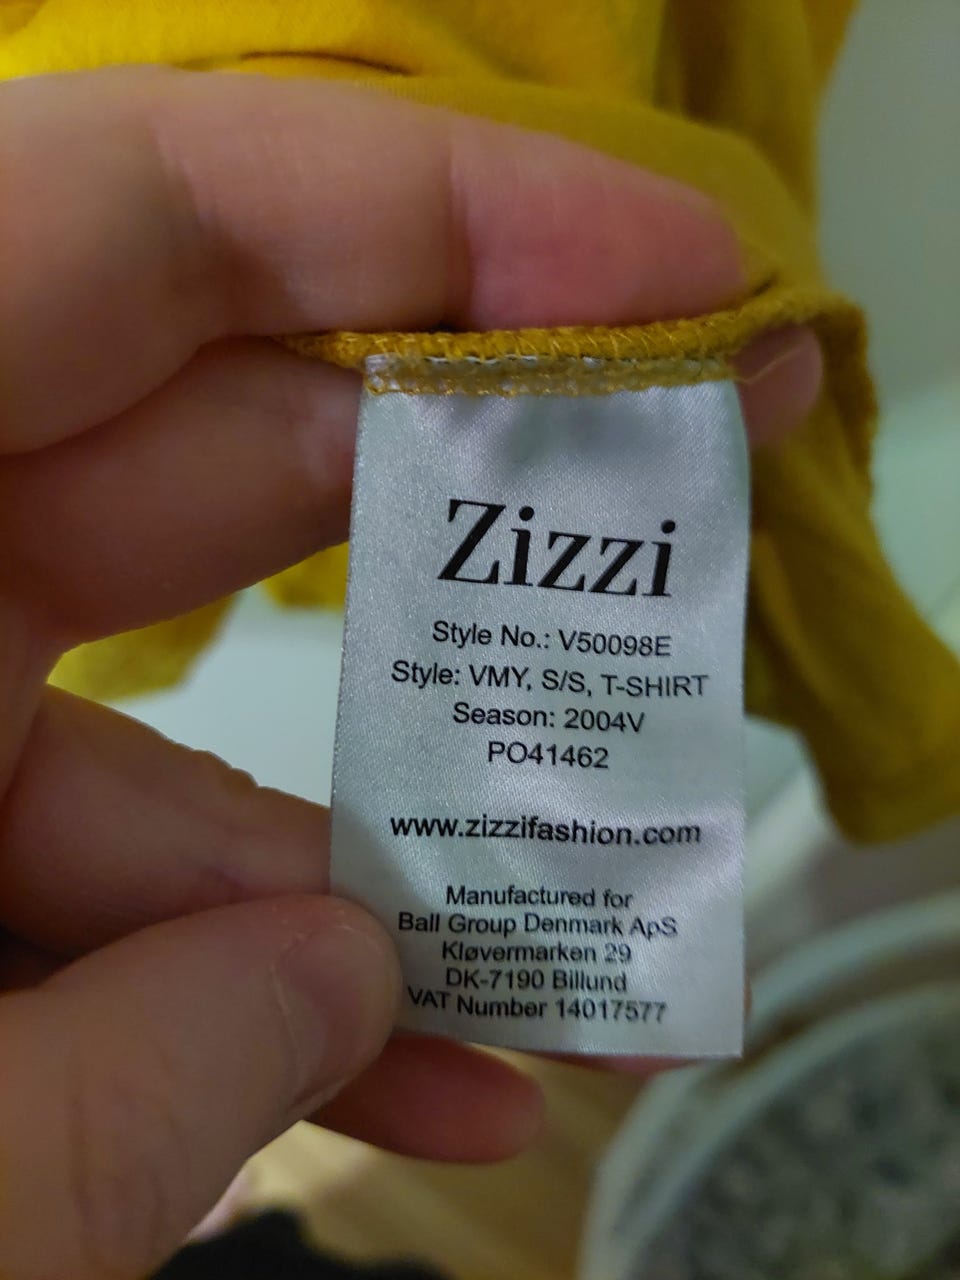 Zizzi
Style No.: V50098E
Style: VMY, S/S, T-SHIRT
Season: 2004V
PO41462
www.zizzifashion.com
Manufactured for
Ball Group Denmark ApS
Kløvermarken 29
DK-7190 Billund
VAT Number 14017577